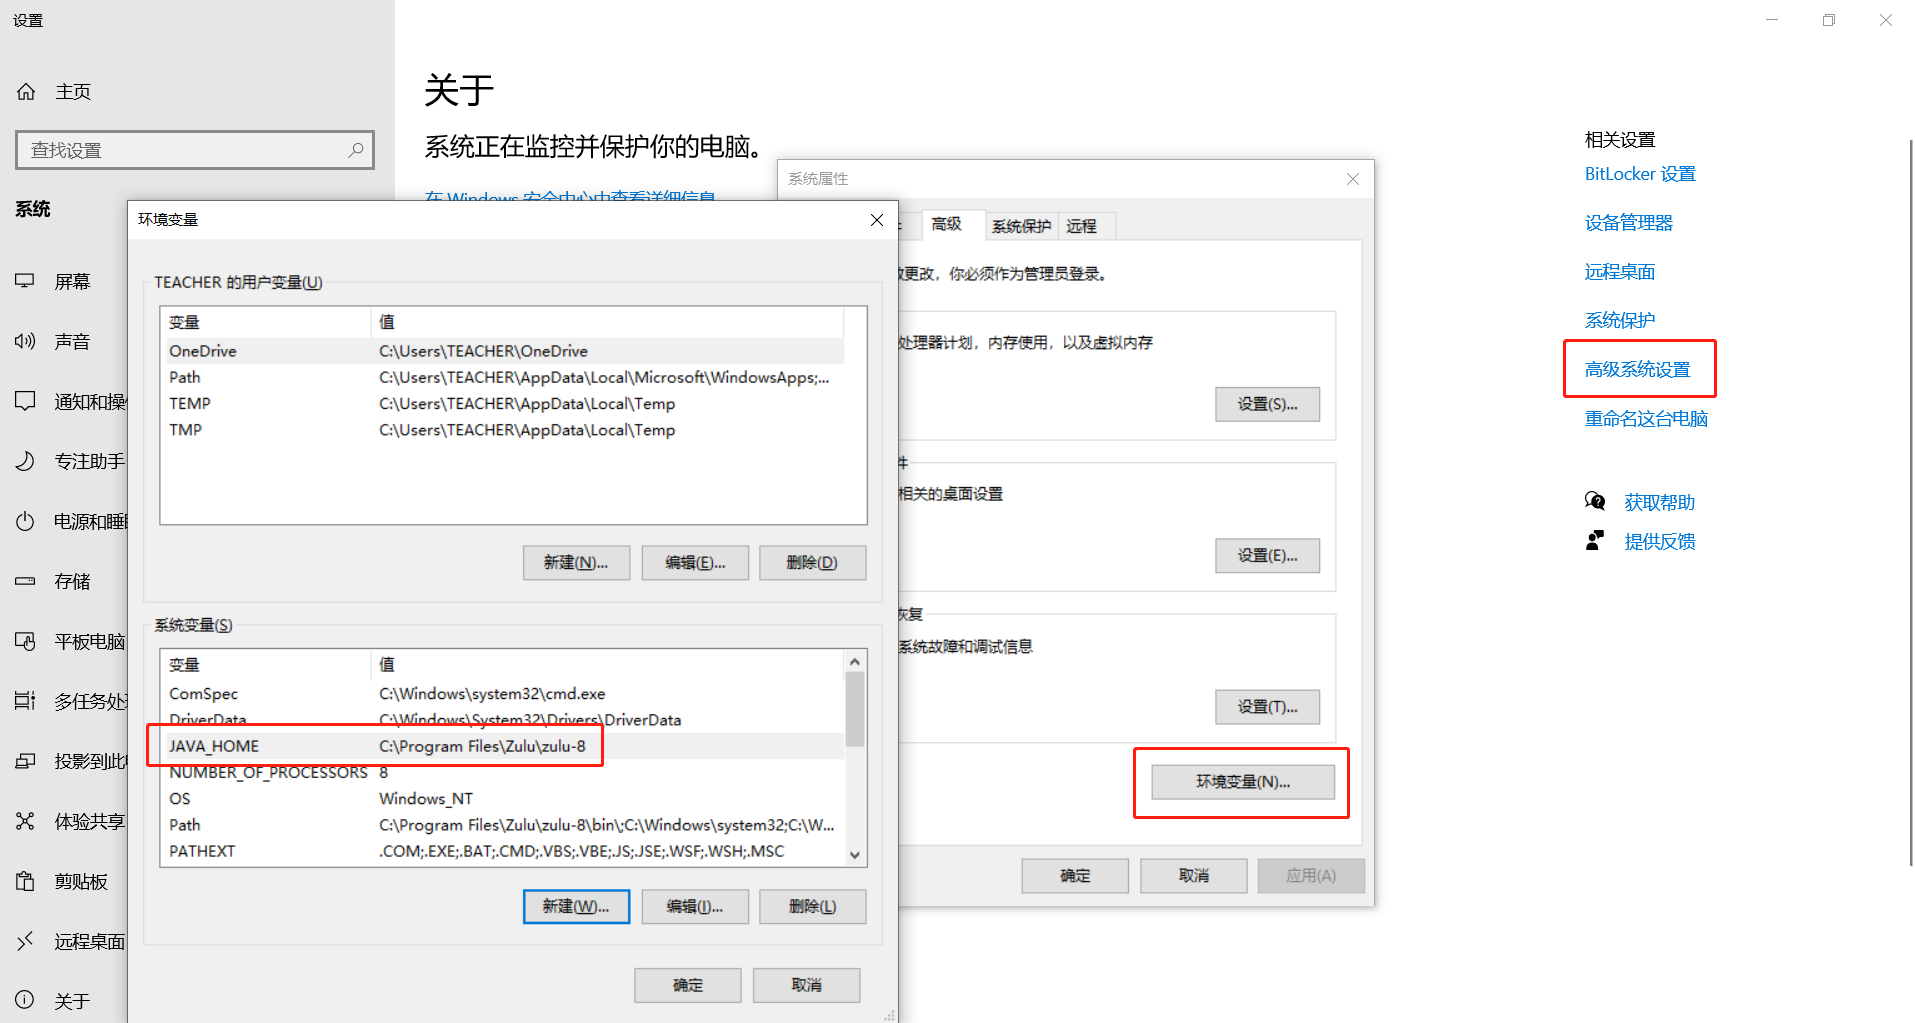 设置
主页
查找设置
系统
屏幕
声音
通知和操
专注助手
电源和睡
存储
平板电脑
多任务处
投影到此
体验共享
剪贴板
远程桌面
关于
关于
系统正在监控并保护你的电脑。
在 Windows 安全中心中查看详细信息
环境变量
TEACHER 的用户变量(U)
变量 值
OneDrive C:\Users\TEACHER\OneDrive
Path C:\Users\TEACHER\AppData\Local\Microsoft\WindowsApps;...
TEMP C:\Users\TEACHER\AppData\Local\Temp
TMP C:\Users\TEACHER\AppData\Local\Temp
新建(N)... 编辑(E)... 删除(D)
系统变量(S)
变量 值
ComSpec C:\Windows\system32\cmd.exe
DriverData C:\Windows\System32\Drivers\DriverData
JAVA_HOME C:\Program Files\Zulu\zulu-8
NUMBER_OF_PROCESSORS 8
OS Windows_NT
Path C:\Program Files\Zulu\zulu-8\bin\;C:\Windows\system32;C:\W...
PATHEXT .COM;.EXE;.BAT;.CMD;.VBS;.VBE;.JS;.JSE;.WSF;.WSH;.MSC
新建(W)... 编辑(I)... 删除(L)
确定 取消
系统属性
高级 系统保护 远程
更改，你必须作为管理员登录。
处理器计划，内存使用，以及虚拟内存
设置(S)...
件
相关的桌面设置
设置(E)...
恢复
系统故障和调试信息
设置(T)...
环境变量(N)...
确定 取消 应用(A)
相关设置
BitLocker 设置
设备管理器
远程桌面
系统保护
高级系统设置
重命名这台电脑
获取帮助
提供反馈